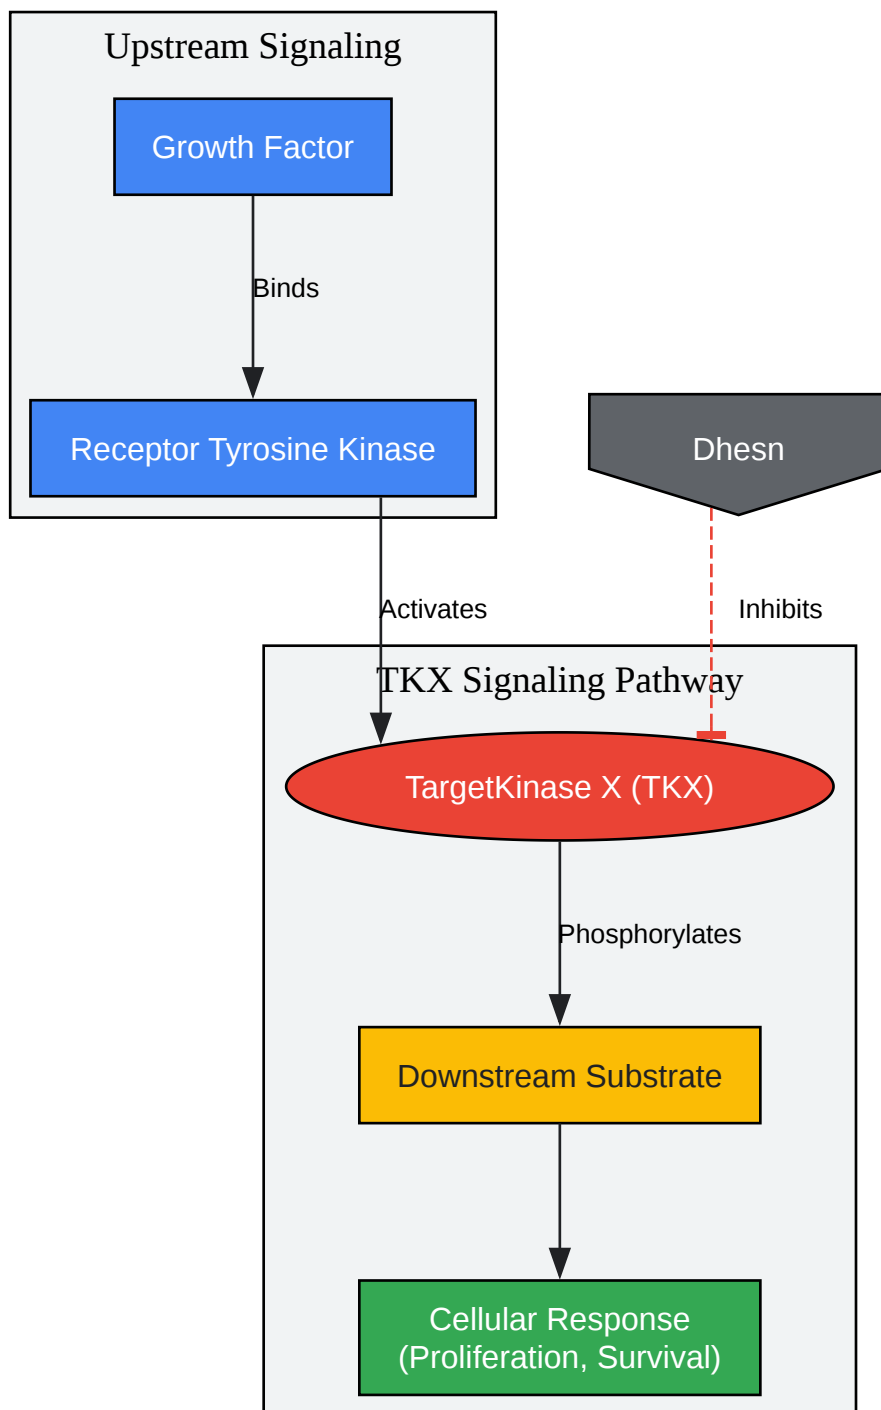 Upstream Signaling
Growth Factor
Binds
Receptor Tyrosine Kinase
Dhesn
Activates
Inhibits
TKX Signaling Pathway
TargetKinase X (TKX)
Phosphorylates
Downstream Substrate
Cellular Response
(Proliferation, Survival)